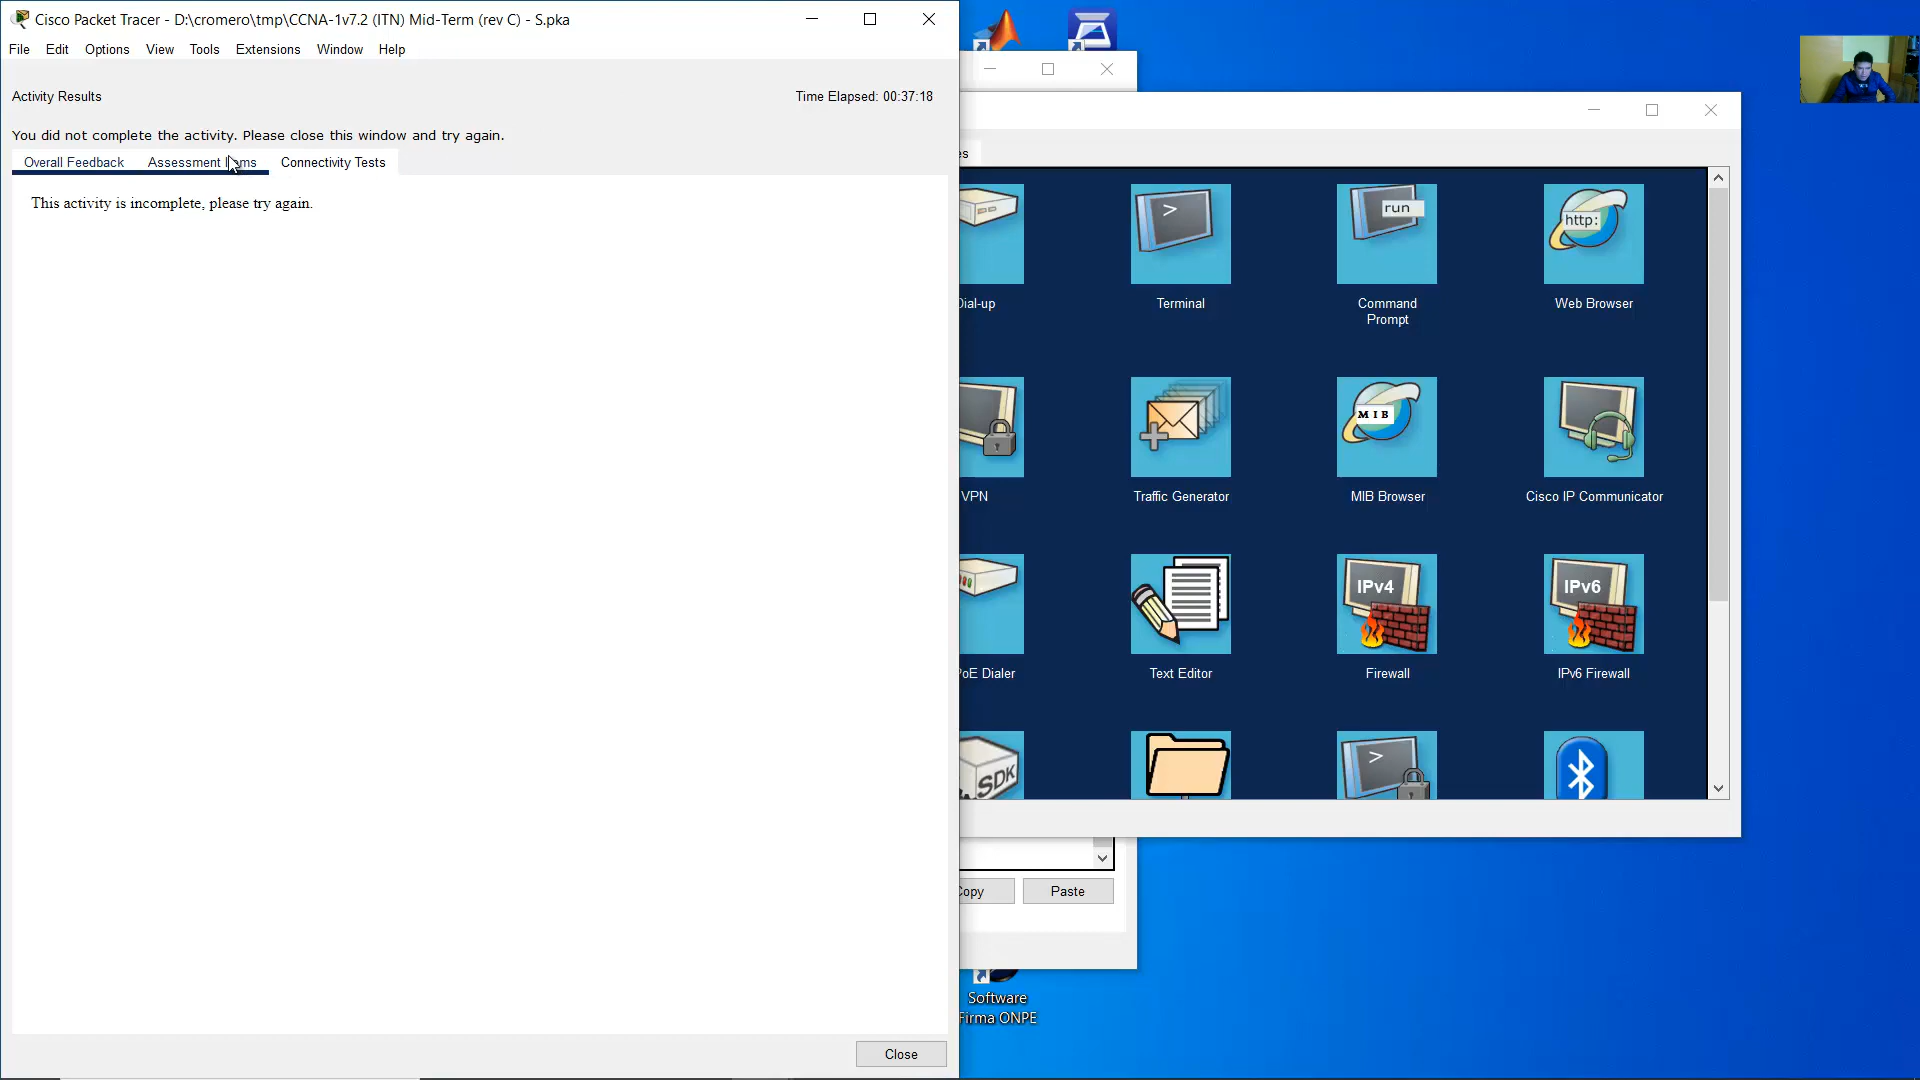 Cisco Packet Tracer - D:\cromero\tmp\CCNA-1v7.2 (ITN) Mid-Term (rev C) - S.pka
File Edit Options View Tools Extensions Window Help
Activity Results
Time Elapsed: 00:37:18
You did not complete the activity. Please close this window and try again.
Overall Feedback
Assessment
Connectivity Tests
This activity is incomplete, please try again.
Close
es
>
run
http:
Dial-up
Terminal
Command
Prompt
Web Browser
MIB
VPN
Traffic Generator
MIB Browser
Cisco IP Communicator
IPv4
IPv6
PoE Dialer
Text Editor
Firewall
IPv6 Firewall
SDK
>
Copy
Paste
Software
Firma ONPE